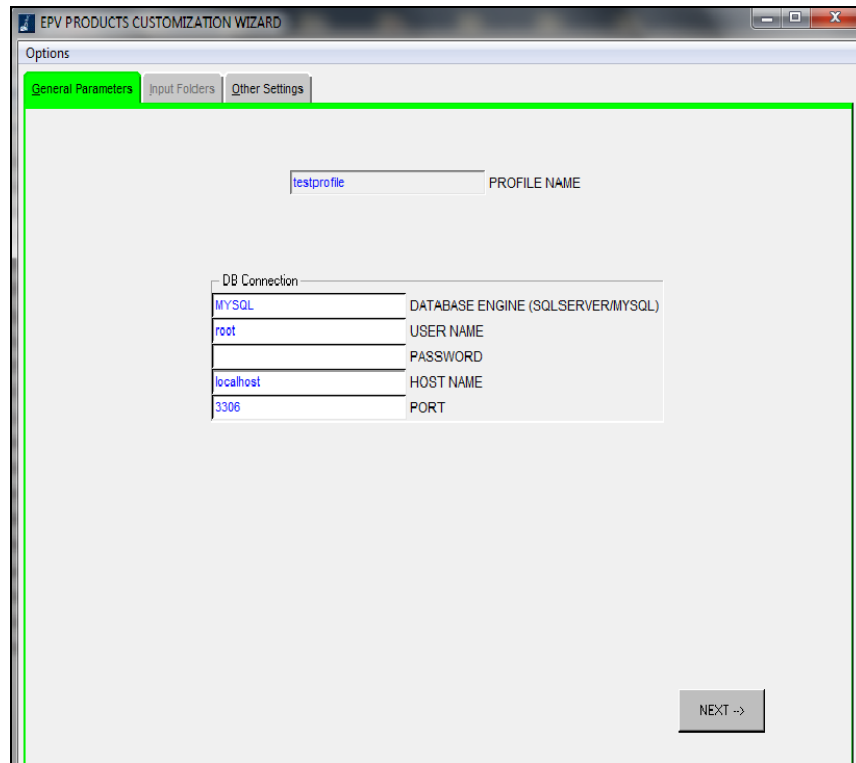 EPV PRODUCTS CUSTOMIZATION WIZARD
Options
General Parameters Input Folders Other Settings
testprofile PROFILE NAME
DB Connection
MYSQL DATABASE ENGINE (SQLSERVER/MYSQL)
root USER NAME
PASSWORD
localhost HOST NAME
3306 PORT
NEXT -->